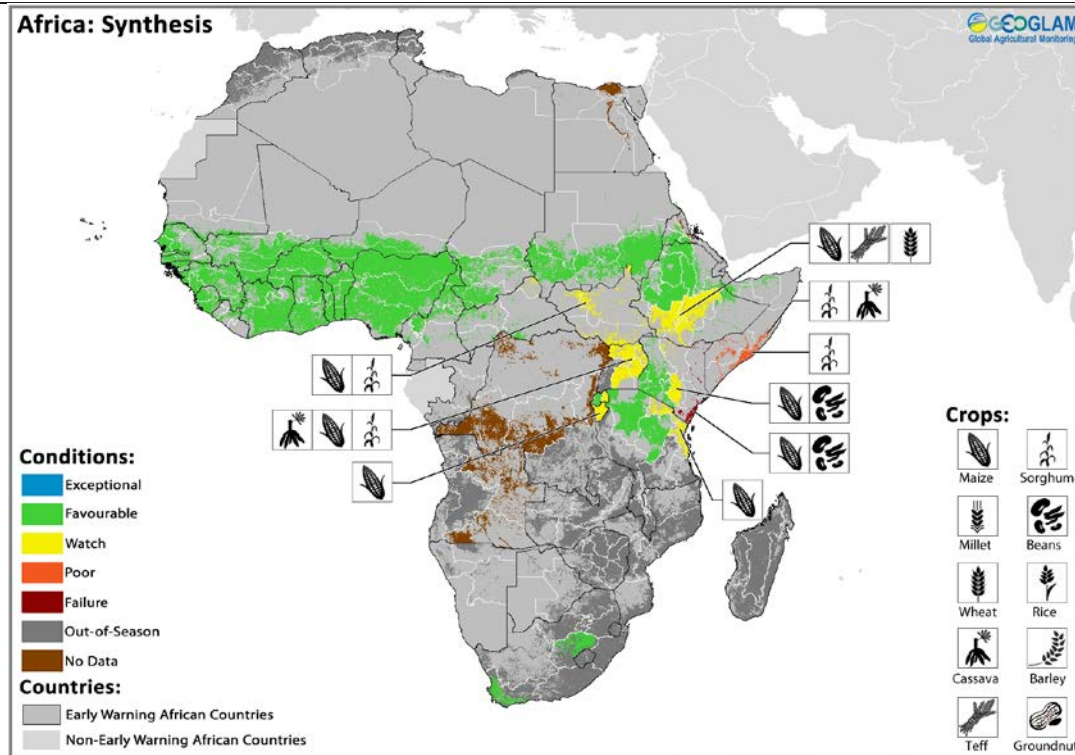 Africa: Synthesis
GEOGLAM
Global Agricultural Monitoring
Conditions:
Exceptional
Favourable
Watch
Poor
Failure
Out-of-Season
No Data
Countries:
Early Warning African Countries
Non-Early Warning African Countries
Crops:
Maize Sorghum
Millet Beans
Wheat Rice
Cassava Barley
Teff Groundnut